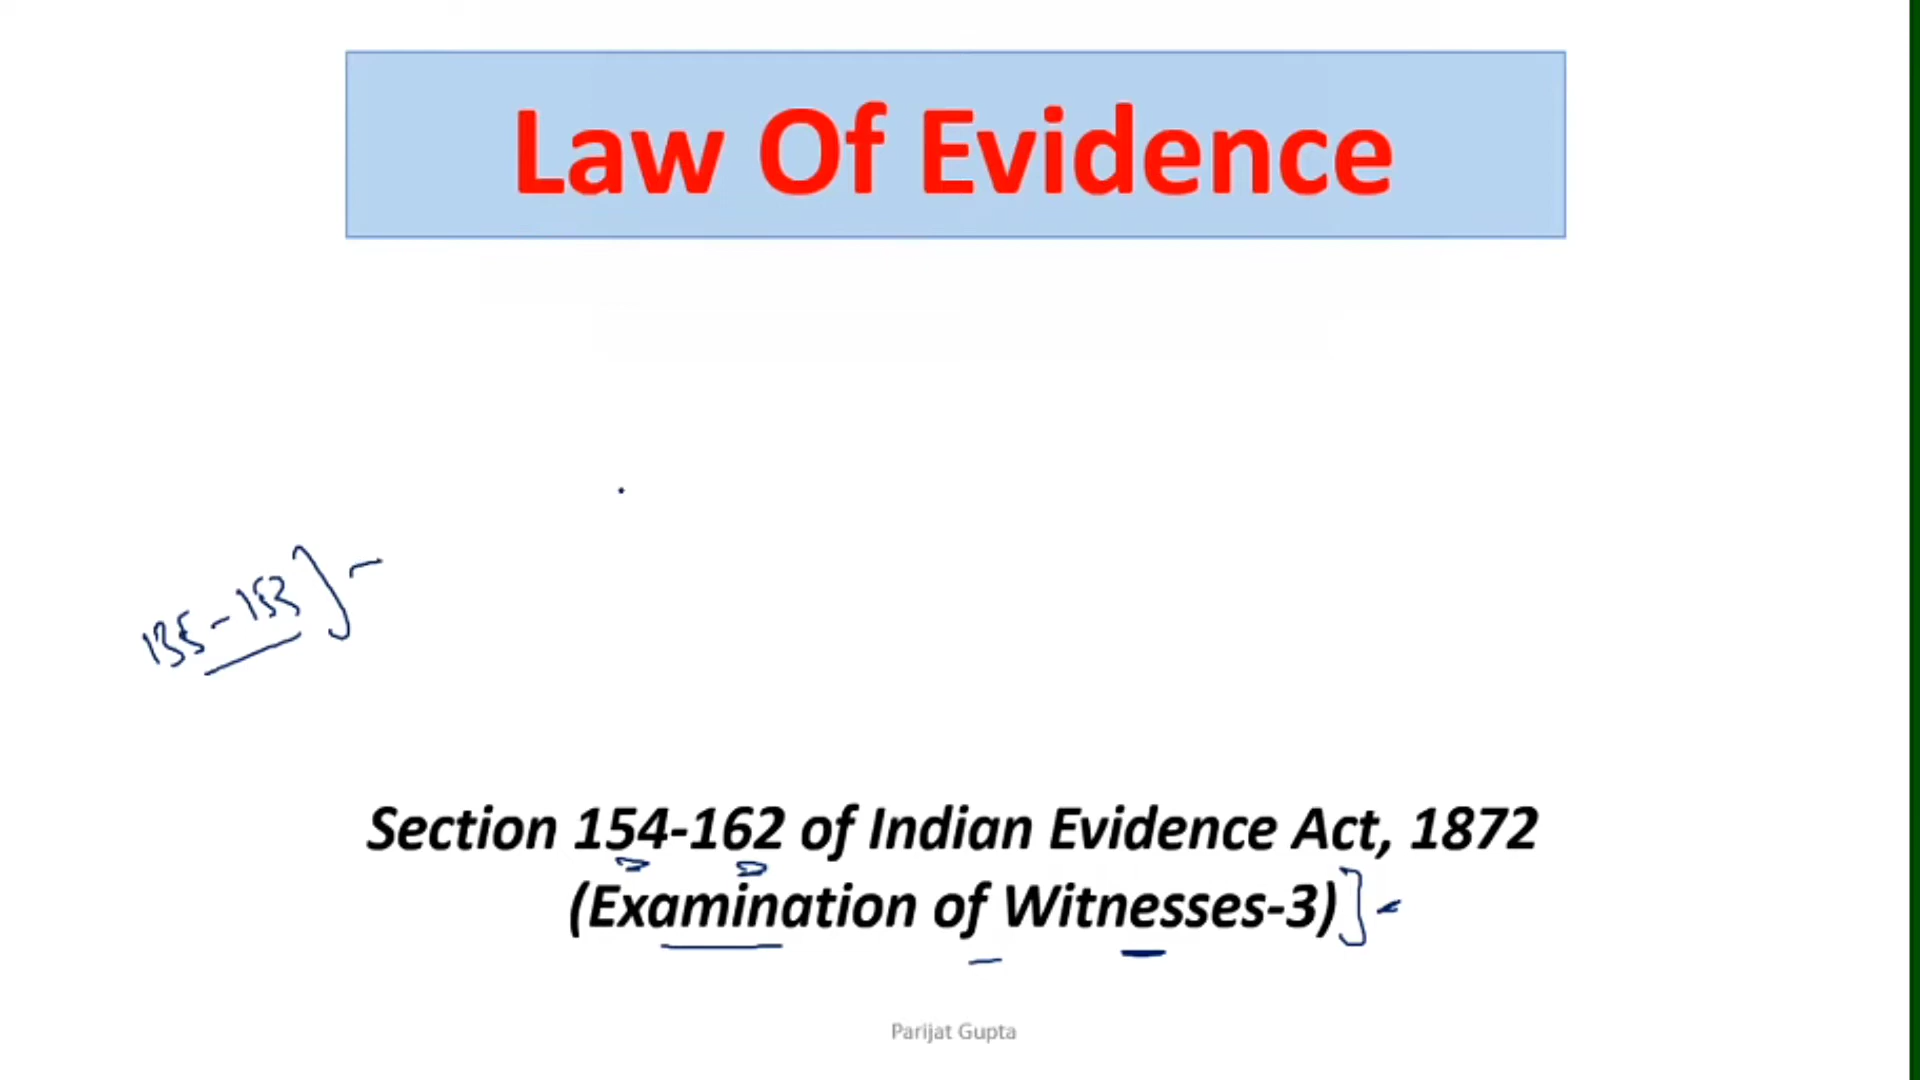 Law Of Evidence
135-153
Section 154-162 of Indian Evidence Act, 1872
(Examination of Witnesses-3)
Parijat Gupta